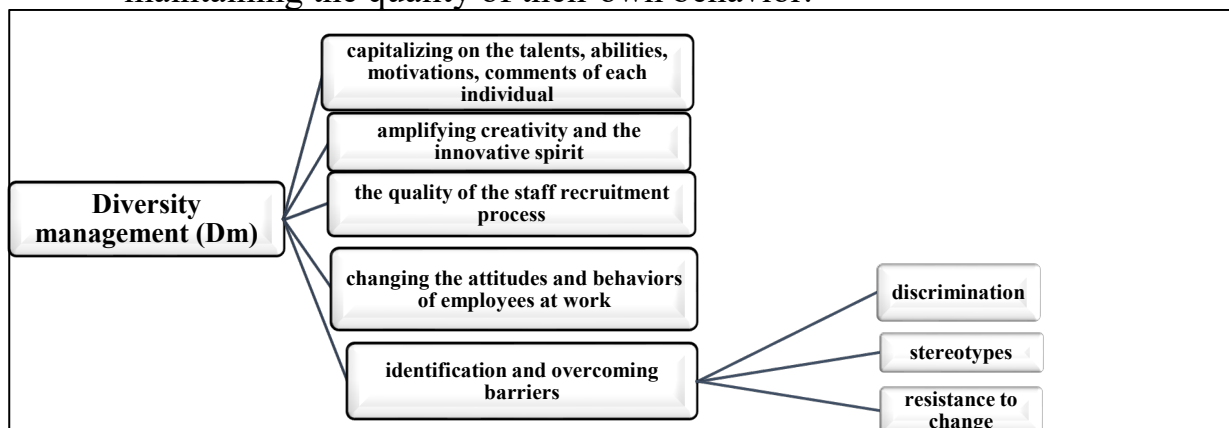 maintaining the quality of their own behavior.
capitalizing on the talents, abilities,
motivations, comments of each
individual
amplifying creativity and the
innovative spirit
the quality of the staff recruitment
process
Diversity
management (Dm)
changing the attitudes and behaviors
of employees at work
identification and overcoming
barriers
discrimination
stereotypes
resistance to
change